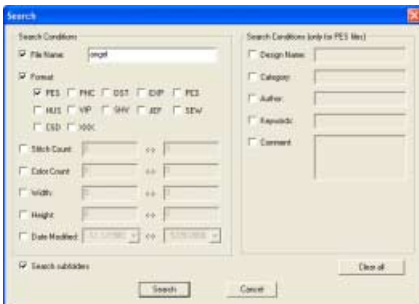 Search
Search Conditions
File Name: angel
Format
PES PHC DST EXP PCS
HUS VIP SHV JEF SEW
CSD XXX
Stitch Count: <=>
Color Count: <=>
Width: <=>
Height: <=>
Date Modified: <=>
Search subfolders
Search Conditions (only for PES files)
Design Name:
Category:
Author:
Keywords:
Comment:
Clear all
Search Cancel